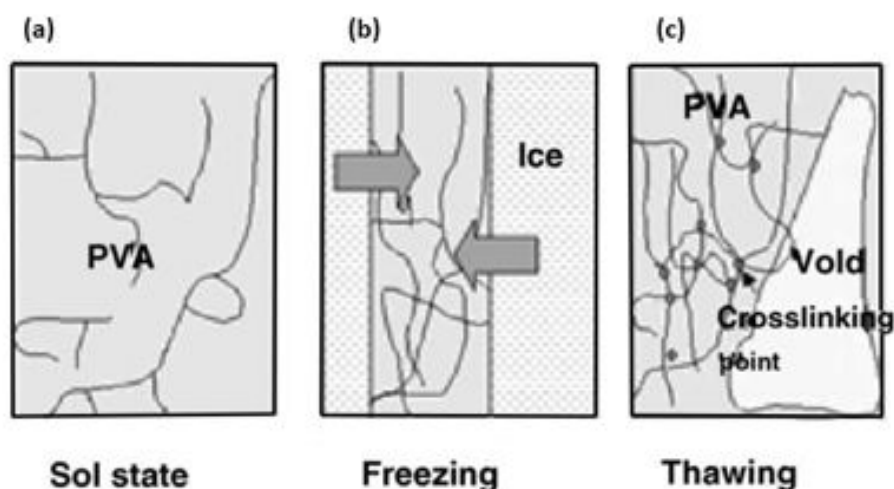 (a)
(b)
(c)
PVA
Ice
PVA
Vold
Crosslinking
point
Sol state
Freezing
Thawing